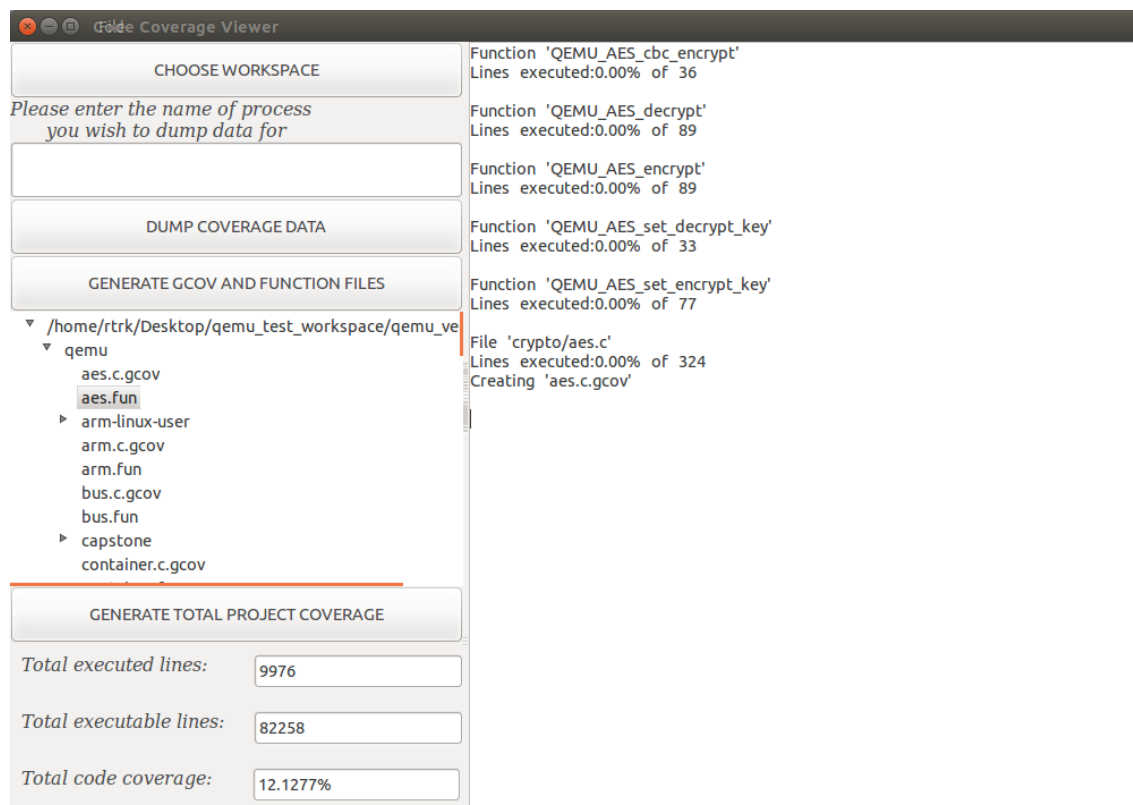 Code Coverage Viewer
CHOOSE WORKSPACE
Please enter the name of process
you wish to dump data for
DUMP COVERAGE DATA
GENERATE GCOV AND FUNCTION FILES
/home/rtrk/Desktop/qemu_test_workspace/qemu_ve
qemu
aes.c.gcov
aes.fun
arm-linux-user
arm.c.gcov
arm.fun
bus.c.gcov
bus.fun
capstone
container.c.gcov
GENERATE TOTAL PROJECT COVERAGE
Total executed lines: 9976
Total executable lines: 82258
Total code coverage: 12.1277%
Function 'QEMU_AES_cbc_encrypt'
Lines executed:0.00% of 36
Function 'QEMU_AES_decrypt'
Lines executed:0.00% of 89
Function 'QEMU_AES_encrypt'
Lines executed:0.00% of 89
Function 'QEMU_AES_set_decrypt_key'
Lines executed:0.00% of 33
Function 'QEMU_AES_set_encrypt_key'
Lines executed:0.00% of 77
File 'crypto/aes.c'
Lines executed:0.00% of 324
Creating 'aes.c.gcov'